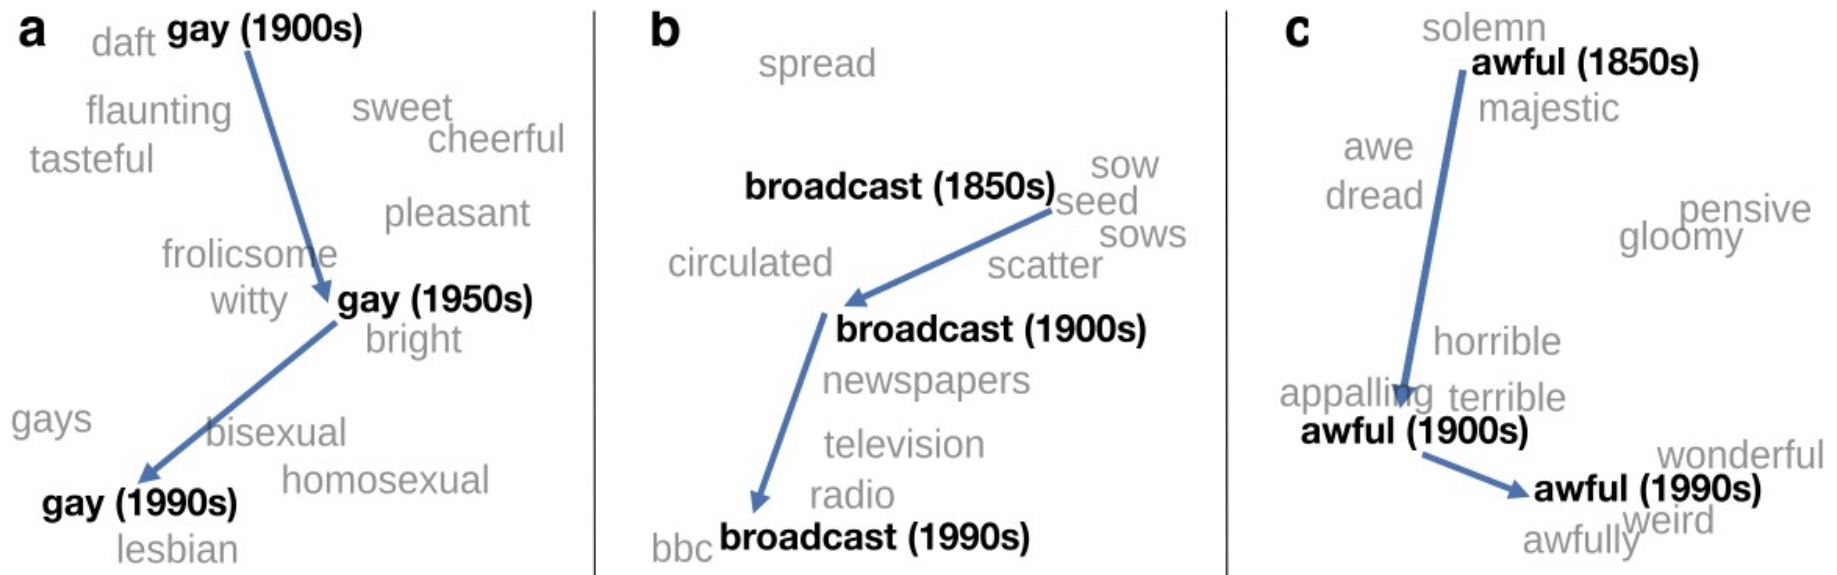 a
daft
gay (1900s)
flaunting
sweet
cheerful
tasteful
pleasant
frolicsome
witty
gay (1950s)
bright
gays
bisexual
homosexual
gay (1990s)
lesbian
b
spread
sow
broadcast (1850s)
seed
sows
circulated
scatter
broadcast (1900s)
newspapers
television
radio
bbc
broadcast (1990s)
c
solemn
awful (1850s)
majestic
awe
dread
pensive
gloomy
horrible
appalling
terrible
awful (1900s)
wonderful
awful (1990s)
weird
awfully